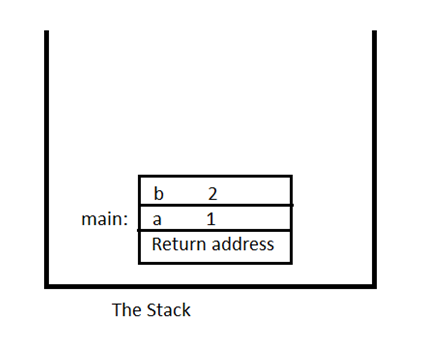 b 2
main: a 1
Return address
The Stack